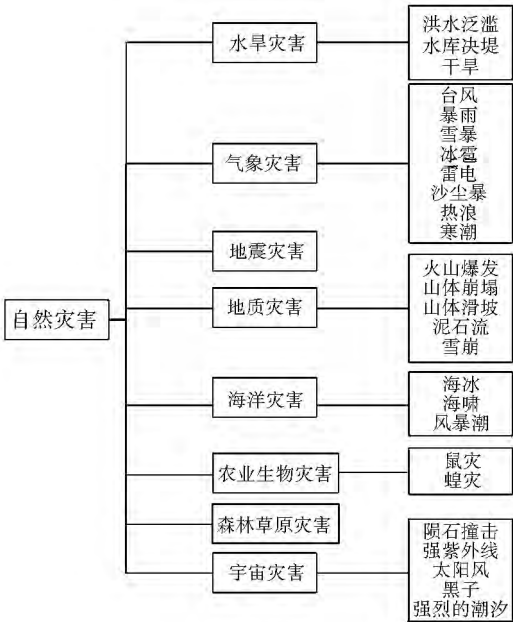 自然灾害
水旱灾害
洪水泛滥
水库决堤
干旱
气象灾害
台风
暴雨
雪暴
冰雹
雷电
沙尘暴
热浪
寒潮
地震灾害
地质灾害
火山爆发
山体崩塌
山体滑坡
泥石流
雪崩
海洋灾害
海冰
海啸
风暴潮
农业生物灾害
鼠灾
蝗灾
森林草原灾害
宇宙灾害
陨石撞击
强紫外线
太阳风
黑子
强烈的潮汐